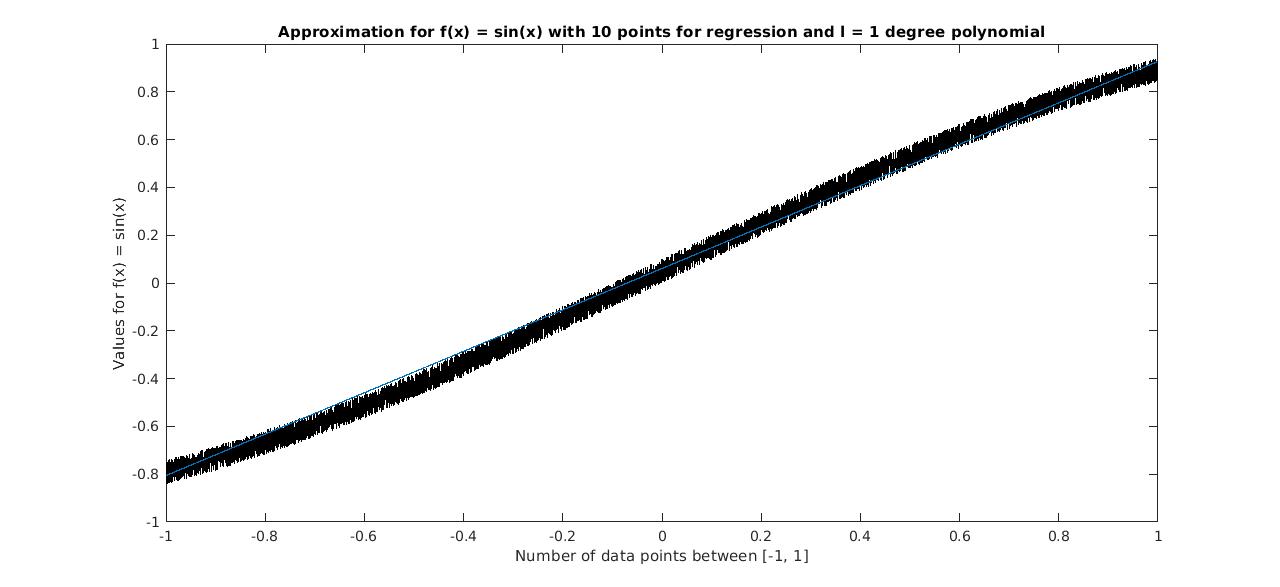 Approximation for f(x) = sin(x) with 10 points for regression and l = 1 degree polynomial
1
0.8
0.6
0.4
0.2
0
-0.2
-0.4
-0.6
-0.8
-1
Values for f(x) = sin(x)
-1 -0.8 -0.6 -0.4 -0.2 0 0.2 0.4 0.6 0.8 1
Number of data points between [-1, 1]